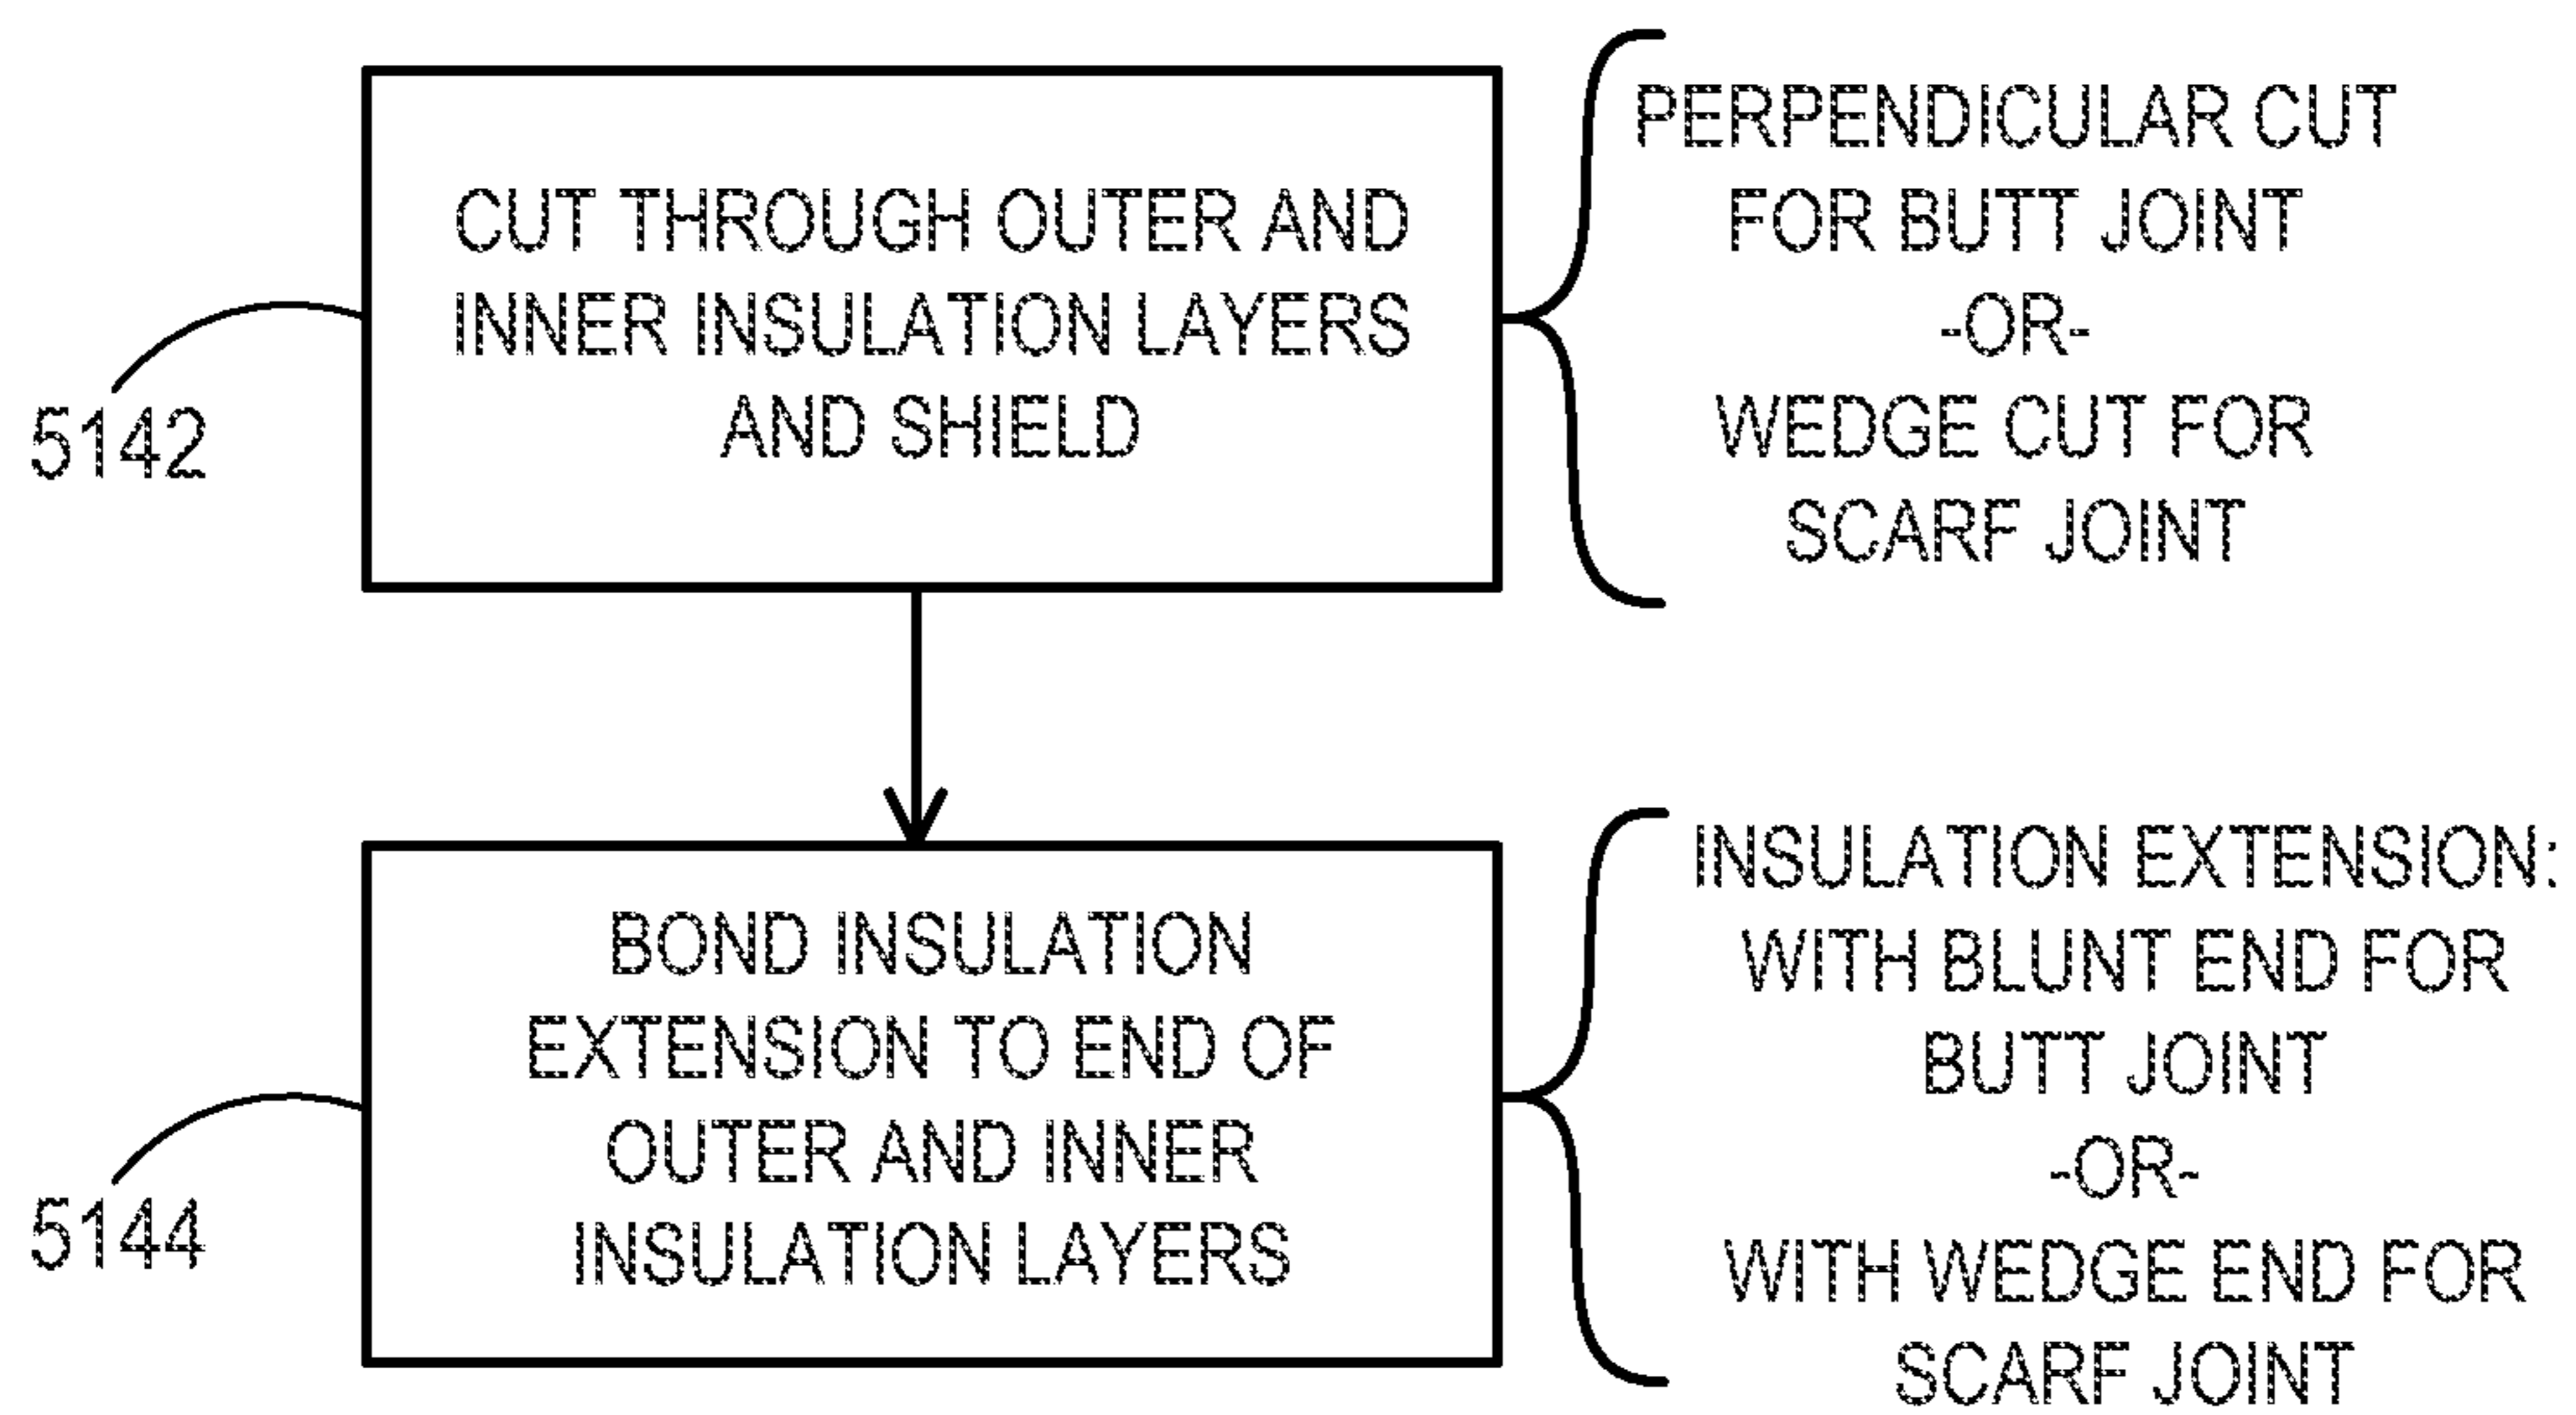 CUT THROUGH OUTER AND
INNER INSULATION LAYERS
AND SHIELD
5142
PERPENDICULAR CUT
FOR BUTT JOINT
-OR-
WEDGE CUT FOR
SCARF JOINT
BOND INSULATION
EXTENSION TO END OF
OUTER AND INNER
INSULATION LAYERS
5144
INSULATION EXTENSION:
WITH BLUNT END FOR
BUTT JOINT
-OR-
WITH WEDGE END FOR
SCARF JOINT